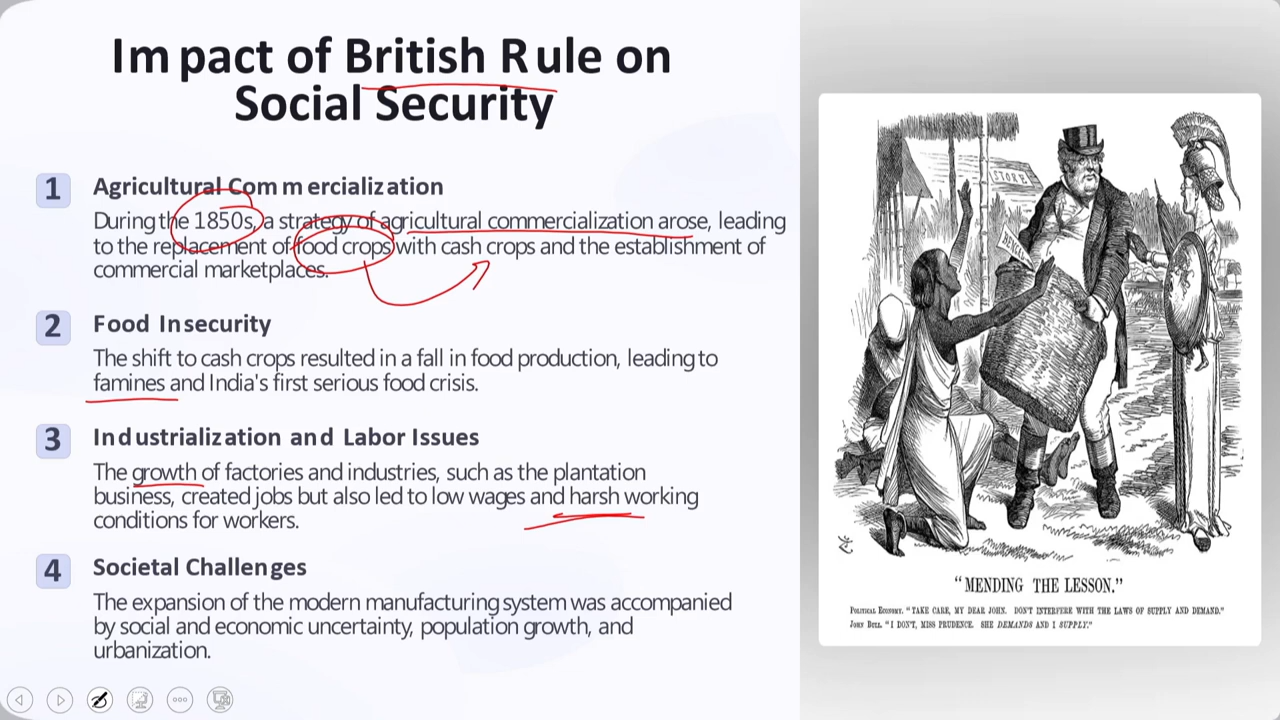 Impact of British Rule on
Social Security
1
Agricultural Commercialization
During the 1850s, a strategy of agricultural commercialization arose, leading
to the replacement of food crops with cash crops and the establishment of
commercial marketplaces.
2
Food Insecurity
The shift to cash crops resulted in a fall in food production, leading to
famines and India's first serious food crisis.
3
Industrialization and Labor Issues
The growth of factories and industries, such as the plantation
business, created jobs but also led to low wages and harsh working
conditions for workers.
4
Societal Challenges
The expansion of the modern manufacturing system was accompanied
by social and economic uncertainty, population growth, and
urbanization.
STORE
"MENDING THE LESSON."
POLITICAL ECONOMY. "TAKE CARE, MY DEAR JOHN. DON'T INTERFERE WITH THE LAWS OF SUPPLY AND DEMAND."
JOHN BULL. "I DON'T, MISS PRUDENCE. SHE DEMANDS AND I SUPPLY."